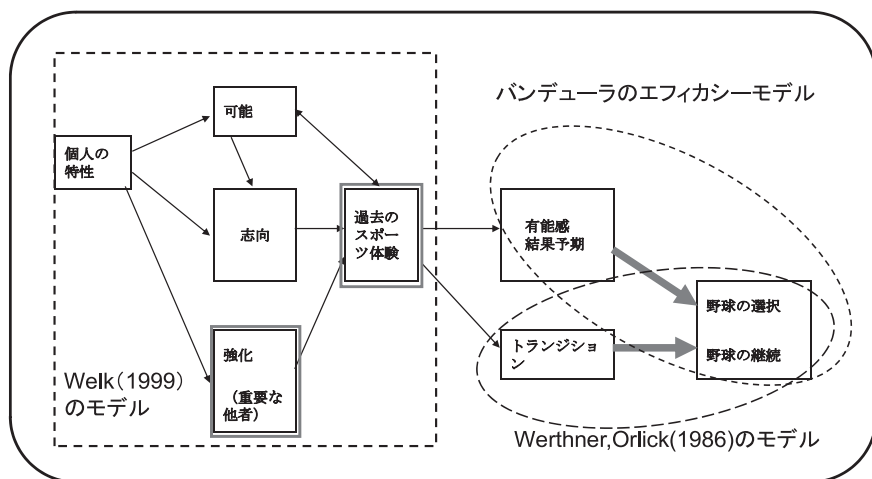 バンデューラのエフィカシーモデル
可能
個人の
特性
志向
過去の
スポー
ツ体験
有能感
結果予期
野球の選択
野球の継続
トランジショ
ン
強化
（重要な
他者）
Welk（1999）
のモデル
Werthner,Orlick(1986)のモデル